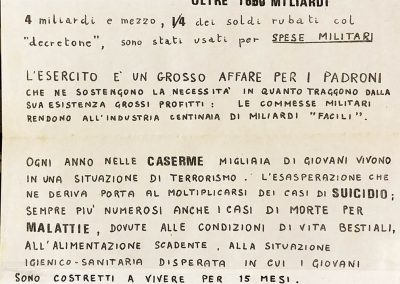 OLTRE 1650 MILIARDI
4 miliardi e mezzo, 1/4 dei soldi rubati col
"decretone", sono stati usati per SPESE MILITARI
L'ESERCITO E' UN GROSSO AFFARE PER I PADRONI
CHE NE SOSTENGONO LA NECESSITA' IN QUANTO TRAGGONO DALLA
SUA ESISTENZA GROSSI PROFITTI: LE COMMESSE MILITARI
RENDONO ALL'INDUSTRIA CENTINAIA DI MILIARDI "FACILI".
OGNI ANNO NELLE CASERME MIGLIAIA DI GIOVANI VIVONO
IN UNA SITUAZIONE DI TERRORISMO. L'ESASPERAZIONE CHE
NE DERIVA PORTA AL MOLTIPLICARSI DEI CASI DI SUICIDIO;
SEMPRE PIU' NUMEROSI ANCHE I CASI DI MORTE PER
MALATTIE, DOVUTE ALLE CONDIZIONI DI VITA BESTIALI,
ALL'ALIMENTAZIONE SCADENTE, ALLA SITUAZIONE
IGIENICO-SANITARIA DISPERATA IN CUI I GIOVANI
SONO COSTRETTI A VIVERE PER 15 MESI.